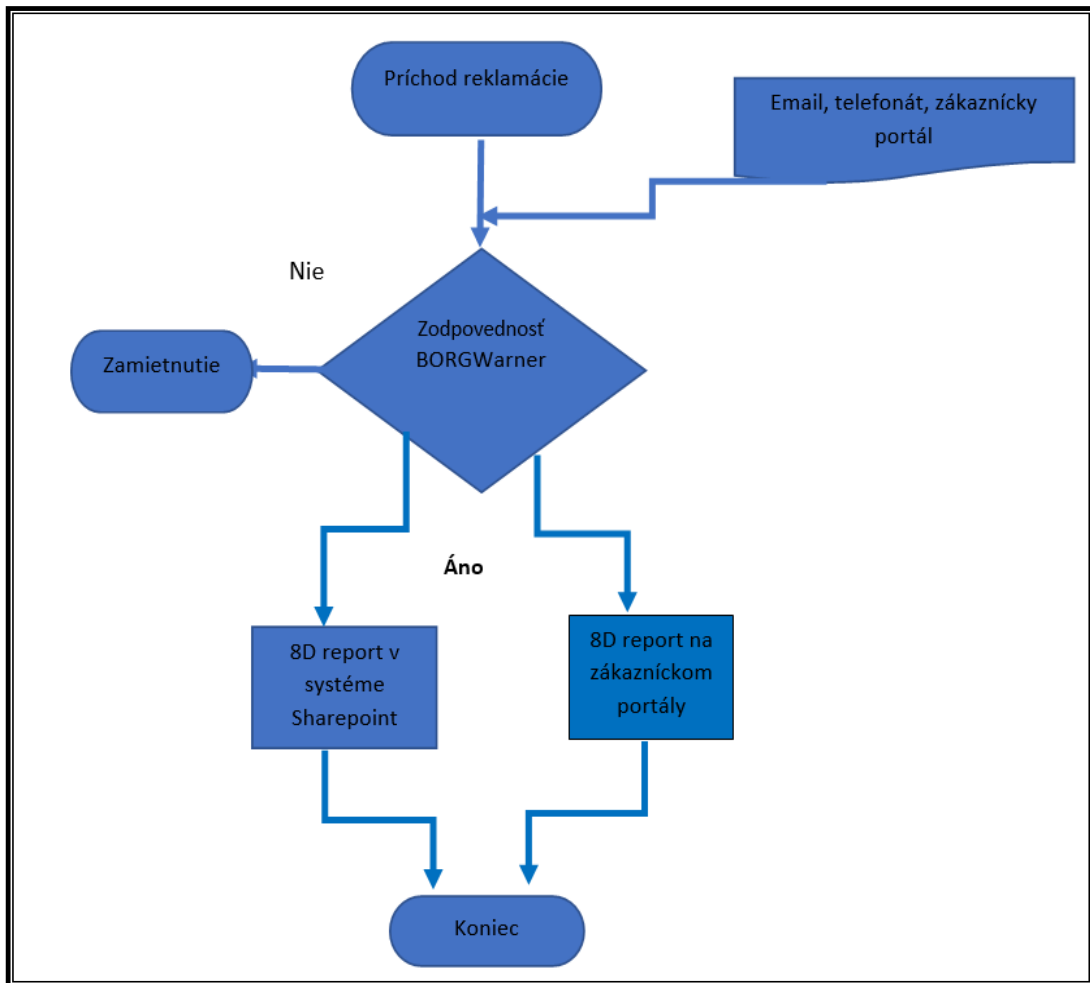 Príchod reklamácie
Email, telefonát, zákaznícky
portál
Nie
Zodpovednosť
BORGWarner
Zamietnutie
Áno
8D report v
systéme
Sharepoint
8D report na
zákazníckom
portály
Koniec